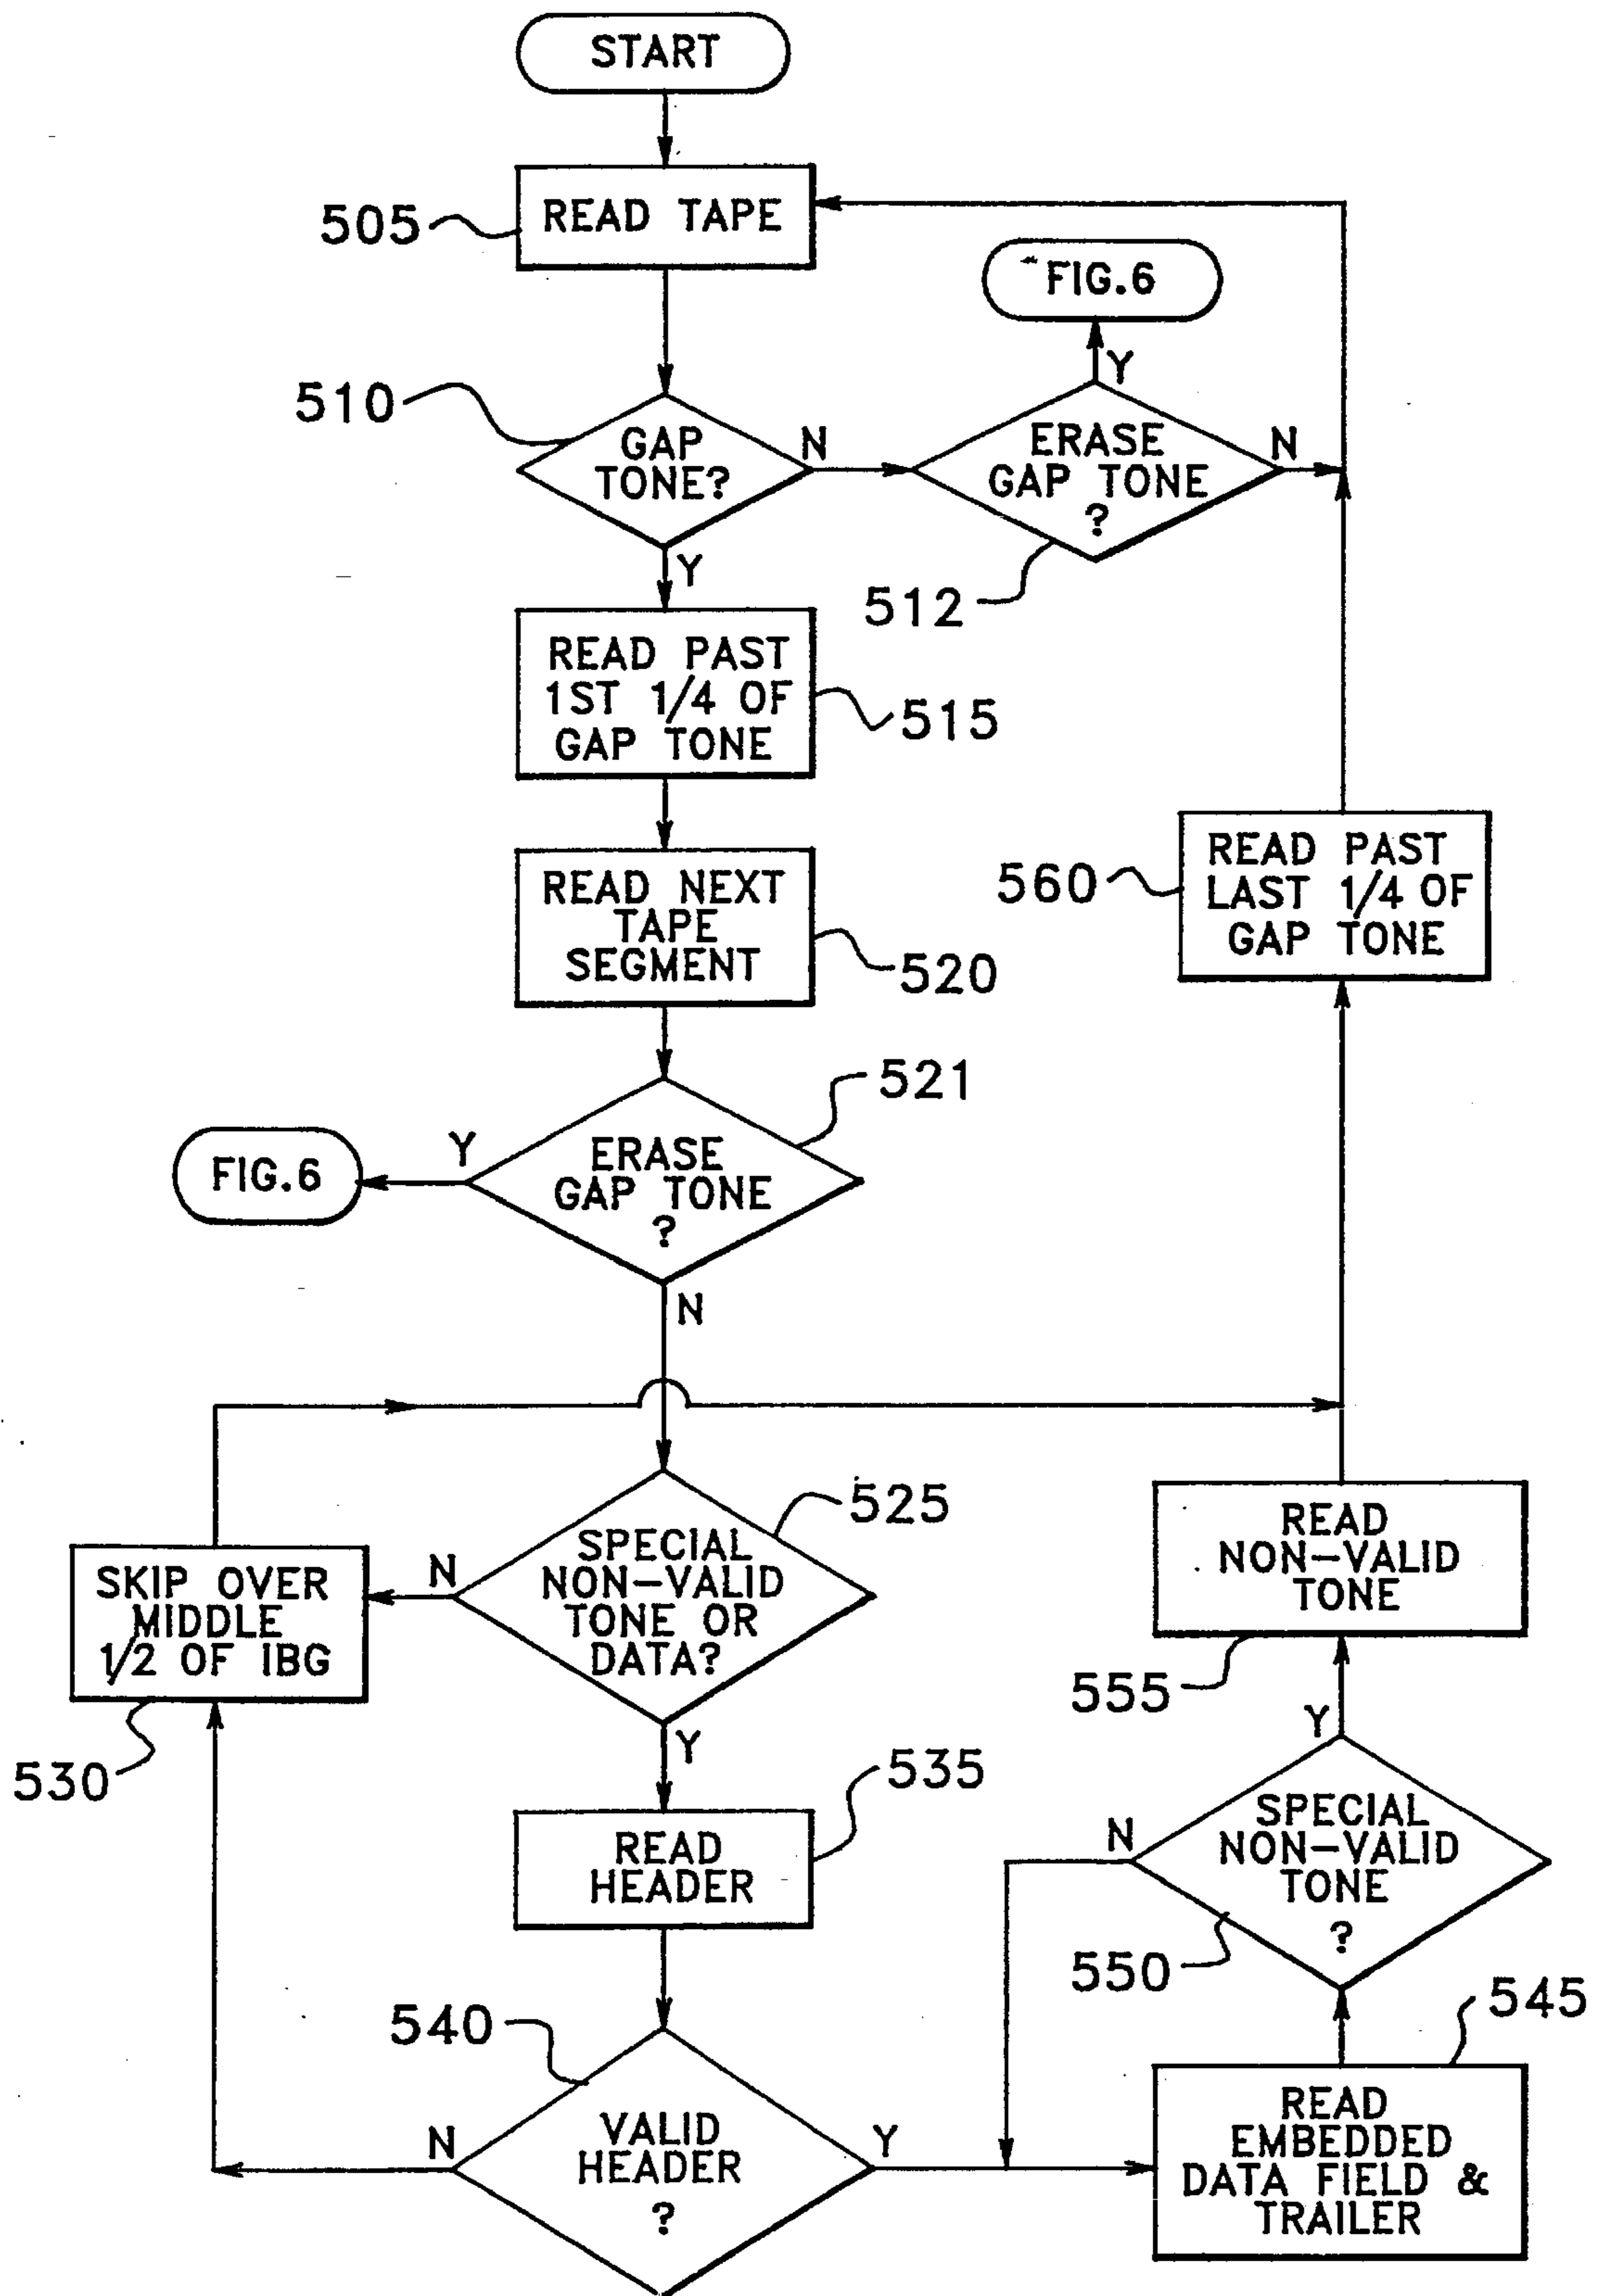 START
READ TAPE
505
FIG.6
510
GAP
TONE?
N
Y
ERASE
GAP TONE
?
Y
N
512
READ PAST
1ST 1/4 OF
GAP TONE
515
READ NEXT
TAPE
SEGMENT
520
READ PAST
LAST 1/4 OF
GAP TONE
560
521
ERASE
GAP TONE
?
Y
FIG.6
N
525
SPECIAL
NON-VALID
TONE OR
DATA?
N
Y
SKIP OVER
MIDDLE
1/2 OF IBG
530
READ
NON-VALID
TONE
555
Y
535
READ
HEADER
SPECIAL
NON-VALID
TONE
?
N
550
540
VALID
HEADER
?
N
Y
545
READ
EMBEDDED
DATA FIELD &
TRAILER